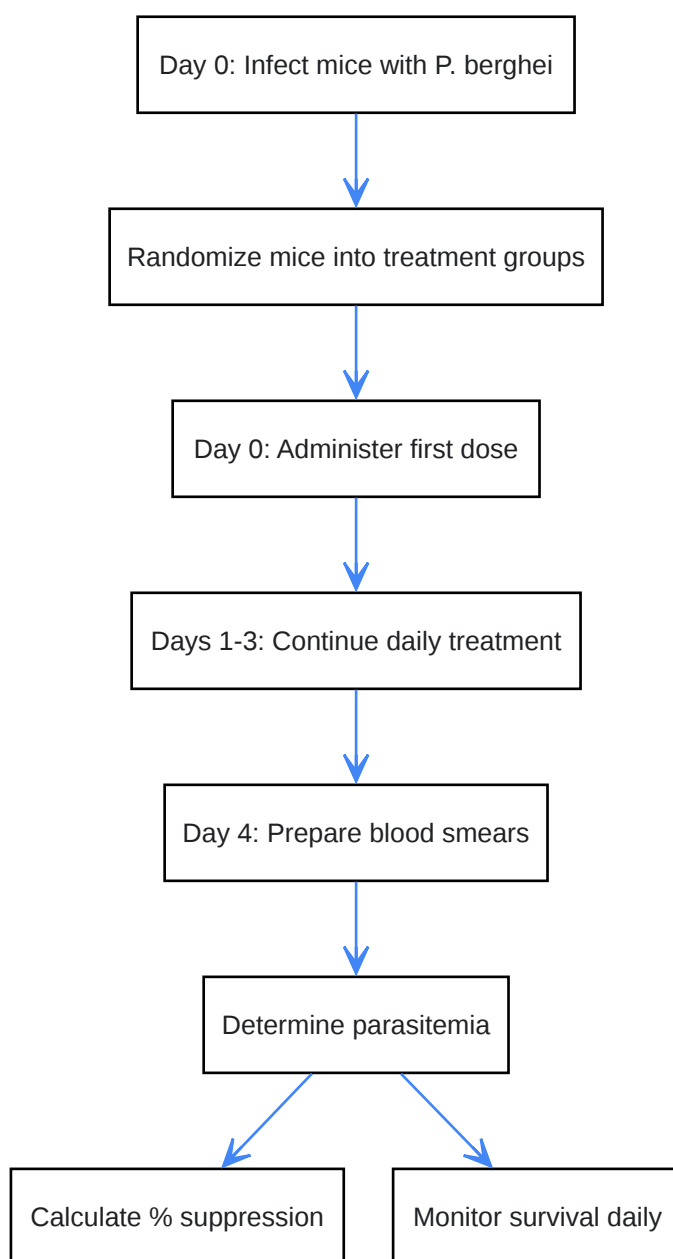 Day 0: Infect mice with P. berghei
Randomize mice into treatment groups
Day 0: Administer first dose
Days 1-3: Continue daily treatment
Day 4: Prepare blood smears
Determine parasitemia
Calculate % suppression
Monitor survival daily